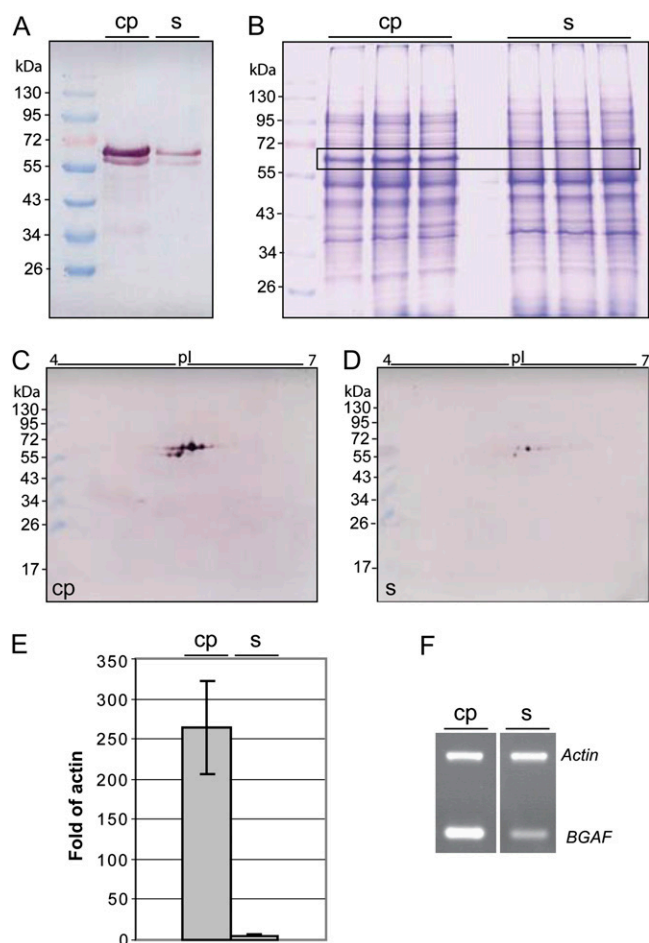 A cp s
kDa
130
95
72
55
43
34
26
B cp s
kDa
130
95
72
55
43
34
26
C 4 pI 7
kDa
130
95
72
55
43
34
26
17
cp
D 4 pI 7
kDa
130
95
72
55
43
34
26
17
s
E cp s
Fold of actin
350
300
250
200
150
100
50
0
F
cp s
Actin
BGAF